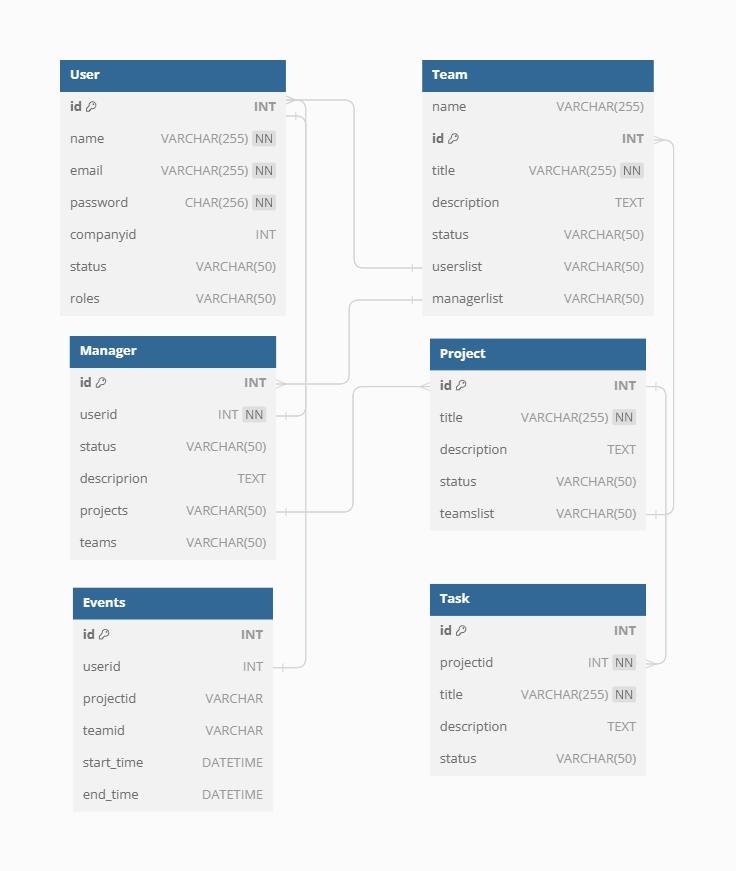 User
id INT
name VARCHAR(255) NN
email VARCHAR(255) NN
password CHAR(256) NN
companyid INT
status VARCHAR(50)
roles VARCHAR(50)
Team
name VARCHAR(255)
id INT
title VARCHAR(255) NN
description TEXT
status VARCHAR(50)
userslist VARCHAR(50)
managerlist VARCHAR(50)
Manager
id INT
userid INT NN
status VARCHAR(50)
descriprion TEXT
projects VARCHAR(50)
teams VARCHAR(50)
Project
id INT
title VARCHAR(255) NN
description TEXT
status VARCHAR(50)
teamslist VARCHAR(50)
Events
id INT
userid INT
projectid VARCHAR
teamid VARCHAR
start_time DATETIME
end_time DATETIME
Task
id INT
projectid INT NN
title VARCHAR(255) NN
description TEXT
status VARCHAR(50)